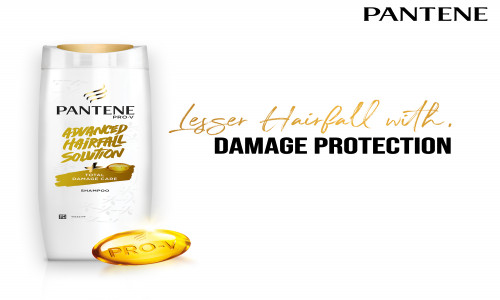 PANTENE
PANTENE
PRO-V
ADVANCED
HAIRFALL
SOLUTION
TOTAL
DAMAGE CARE
SHAMPOO
PRO-V
Lesser Hairfall with.
DAMAGE PROTECTION